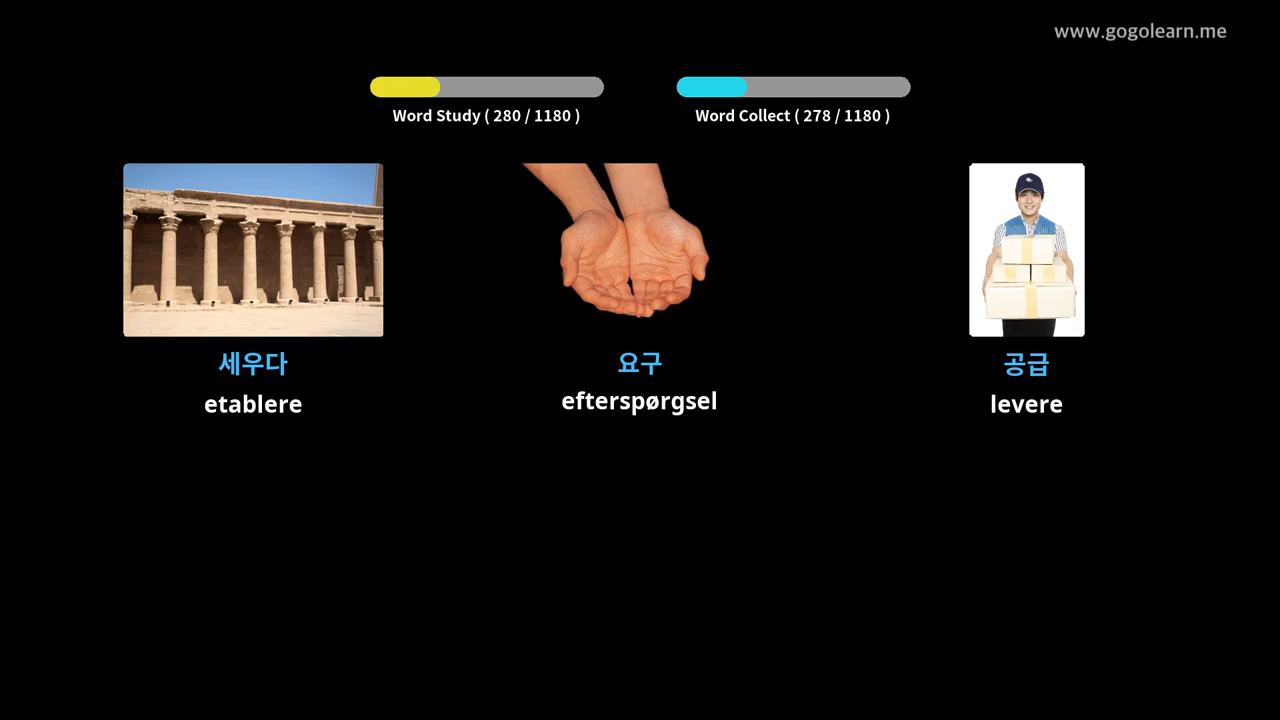 www.gogolearn.me
Word Study ( 280 / 1180 )
Word Collect ( 278 / 1180 )
세우다
etablere
요구
efterspørgsel
공급
levere